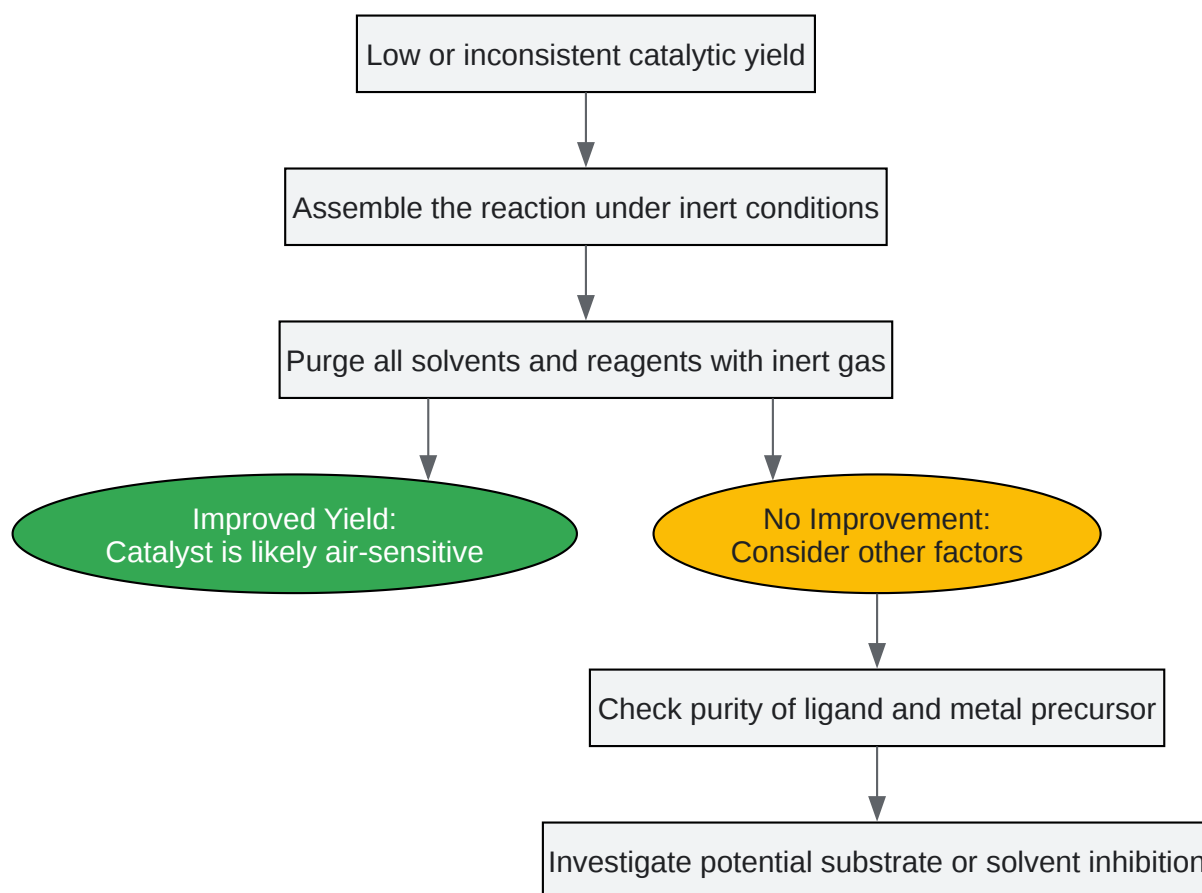 Low or inconsistent catalytic yield
Assemble the reaction under inert conditions
Purge all solvents and reagents with inert gas
Improved Yield:
Catalyst is likely air-sensitive
No Improvement:
Consider other factors
Check purity of ligand and metal precursor
Investigate potential substrate or solvent inhibition